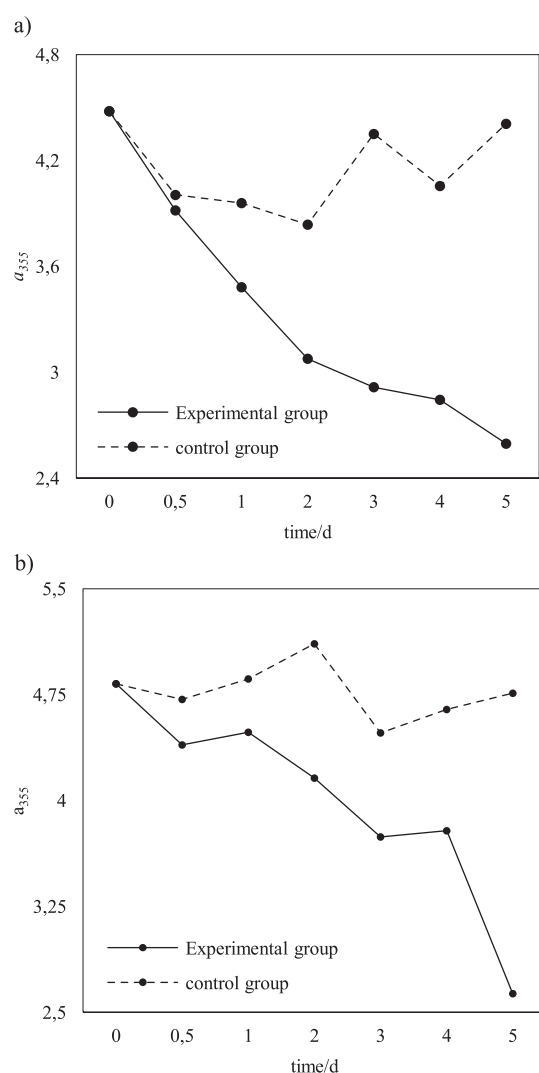 a)
4,8
4,2
3,6
3
2,4
a355
Experimental group
control group
0 0,5 1 2 3 4 5
time/d
b)
5,5
4,75
4
3,25
2,5
a355
Experimental group
control group
0 0,5 1 2 3 4 5
time/d